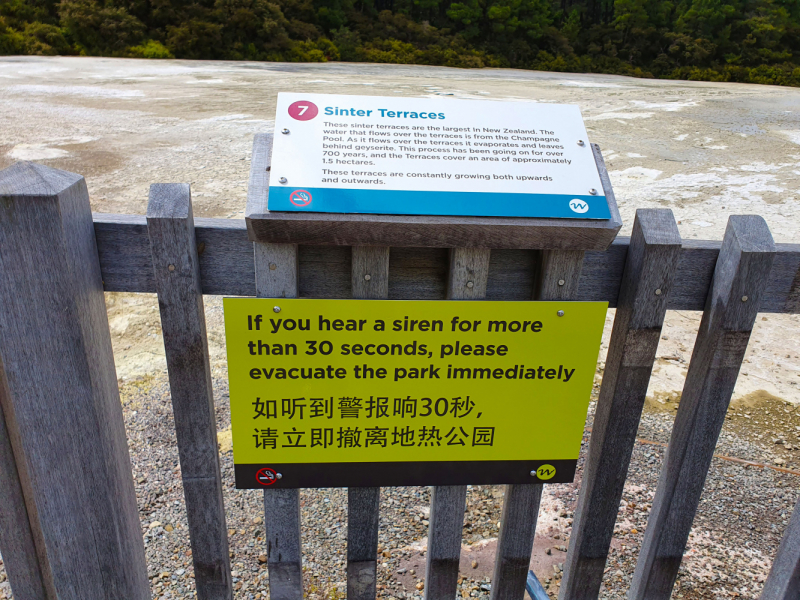 7 Sinter Terraces
These sinter terraces are the largest in New Zealand. The
water that flows over the terraces is from the Champagne
Pool. As it flows over the terraces it evaporates and leaves
behind geyserite. This process has been going on for over
700 years, and the Terraces cover an area of approximately
1.5 hectares.
These terraces are constantly growing both upwards
and outwards.
w
If you hear a siren for more
than 30 seconds, please
evacuate the park immediately
如听到警报响30秒,
请立即撤离地热公园
w